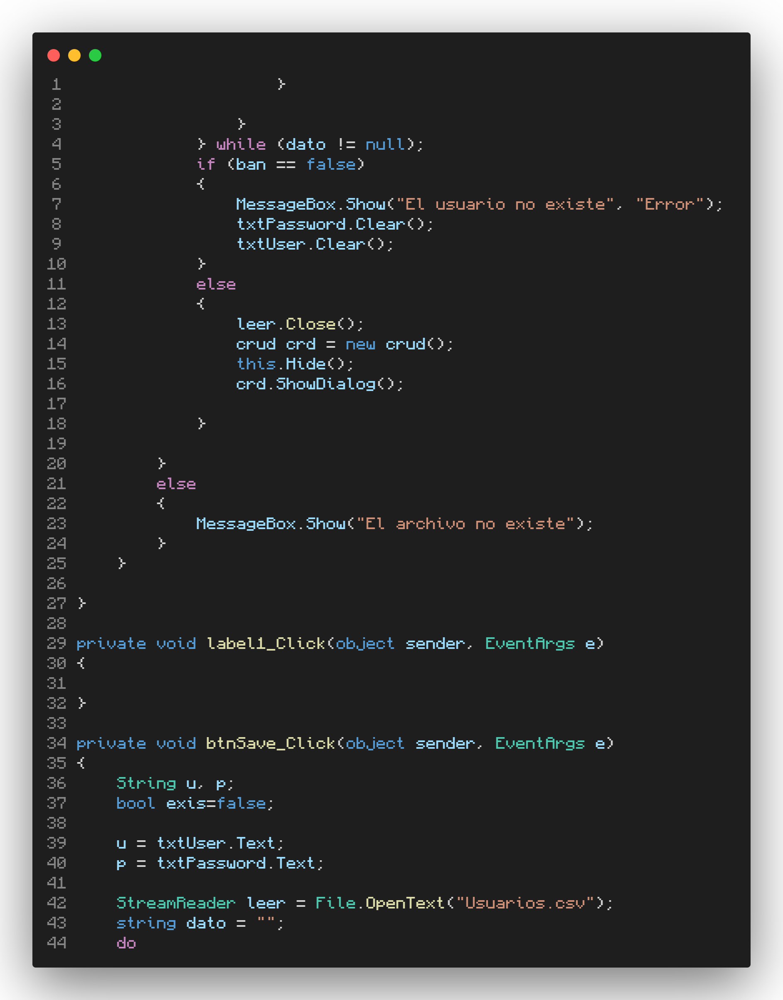 1                      }
2
3                  }
4              } while (dato != null);
5              if (ban == false)
6              {
7                  MessageBox.Show("El usuario no existe", "Error");
8                  txtPassword.Clear();
9                  txtUser.Clear();
10             }
11             else
12             {
13                 leer.Close();
14                 crud crd = new crud();
15                 this.Hide();
16                 crd.ShowDialog();
17
18             }
19
20         }
21         else
22         {
23             MessageBox.Show("El archivo no existe");
24         }
25     }
26
27 }
28
29 private void label1_Click(object sender, EventArgs e)
30 {
31
32 }
33
34 private void btnSave_Click(object sender, EventArgs e)
35 {
36     String u, p;
37     bool exis=false;
38
39     u = txtUser.Text;
40     p = txtPassword.Text;
41
42     StreamReader leer = File.OpenText("Usuarios.csv");
43     string dato = "";
44     do